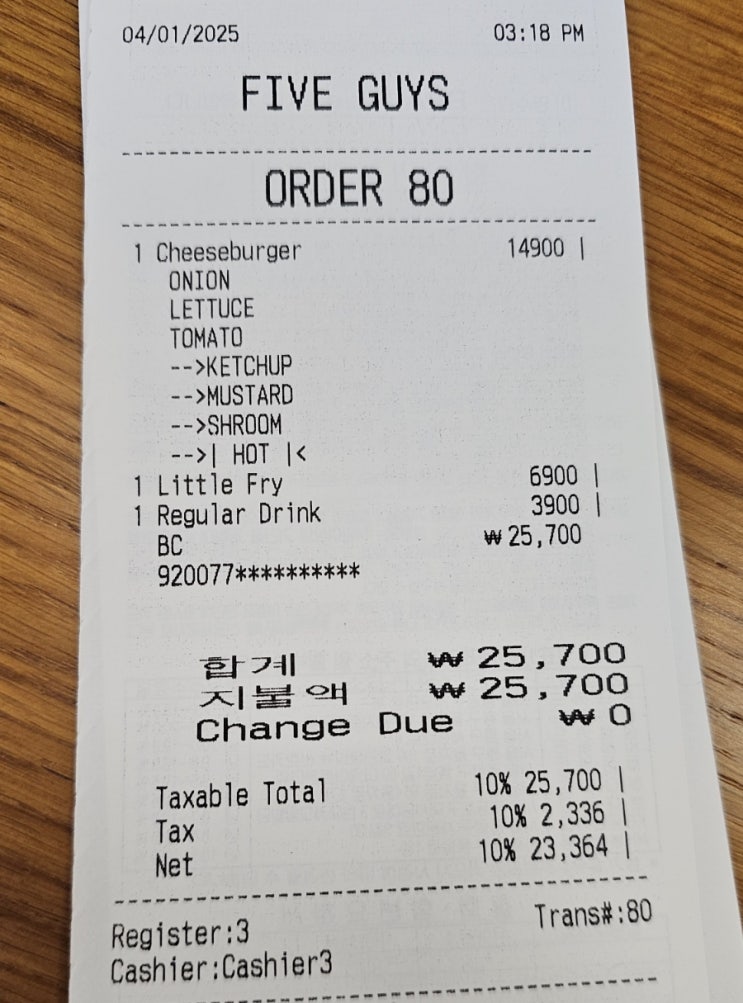 04/01/2025 03:18 PM
FIVE GUYS
ORDER 80
1 Cheeseburger 14900 |
ONION
LETTUCE
TOMATO
-->KETCHUP
-->MUSTARD
-->SHROOM
-->| HOT |<
1 Little Fry 6900 |
1 Regular Drink 3900 |
BC ₩25,700
920077**********
합계 ₩ 25,700
지불액 ₩ 25,700
Change Due ₩ 0
Taxable Total 10% 25,700 |
Tax 10% 2,336 |
Net 10% 23,364 |
Register:3 Trans#:80
Cashier:Cashier3